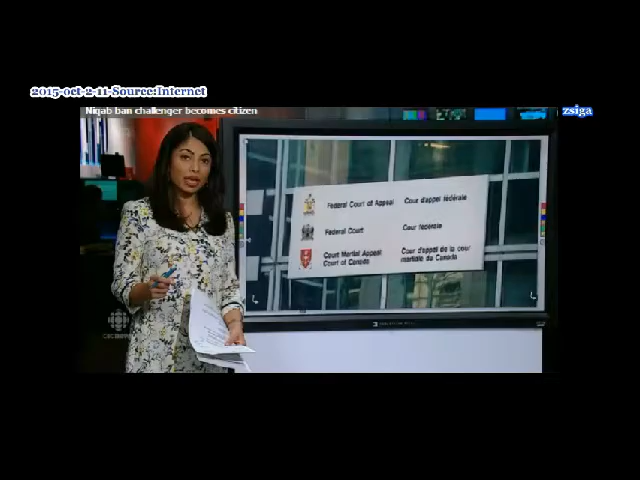 2015-oct-2-11-Source:Internet
Niqab ban challenger becomes citizen
zsiga
Federal Court of Appeal
Cour d'appel fédérale
Federal Court
Cour fédérale
Court Martial Appeal
Court of Canada
Cour d'appel de la cour
martiale du Canada